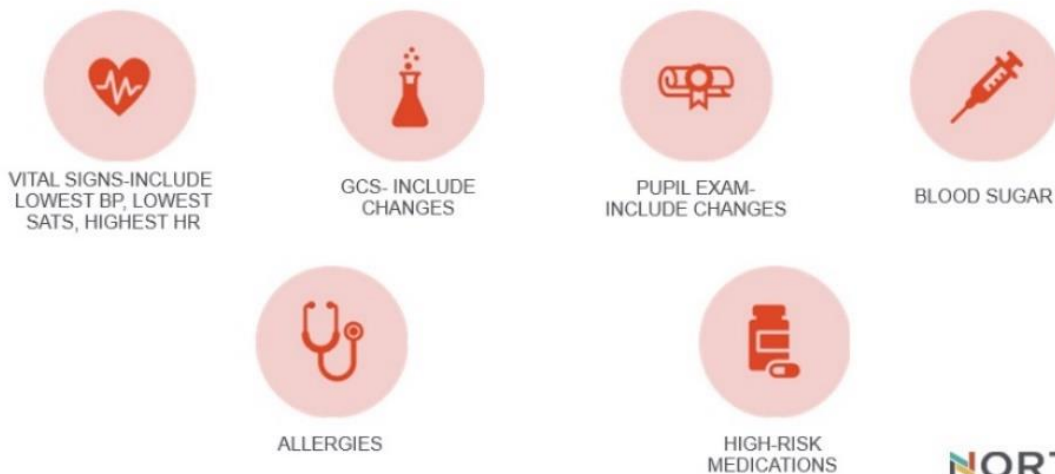 VITAL SIGNS-INCLUDE
LOWEST BP, LOWEST
SATS, HIGHEST HR
GCS- INCLUDE
CHANGES
PUPIL EXAM-
INCLUDE CHANGES
BLOOD SUGAR
ALLERGIES
HIGH-RISK
MEDICATIONS